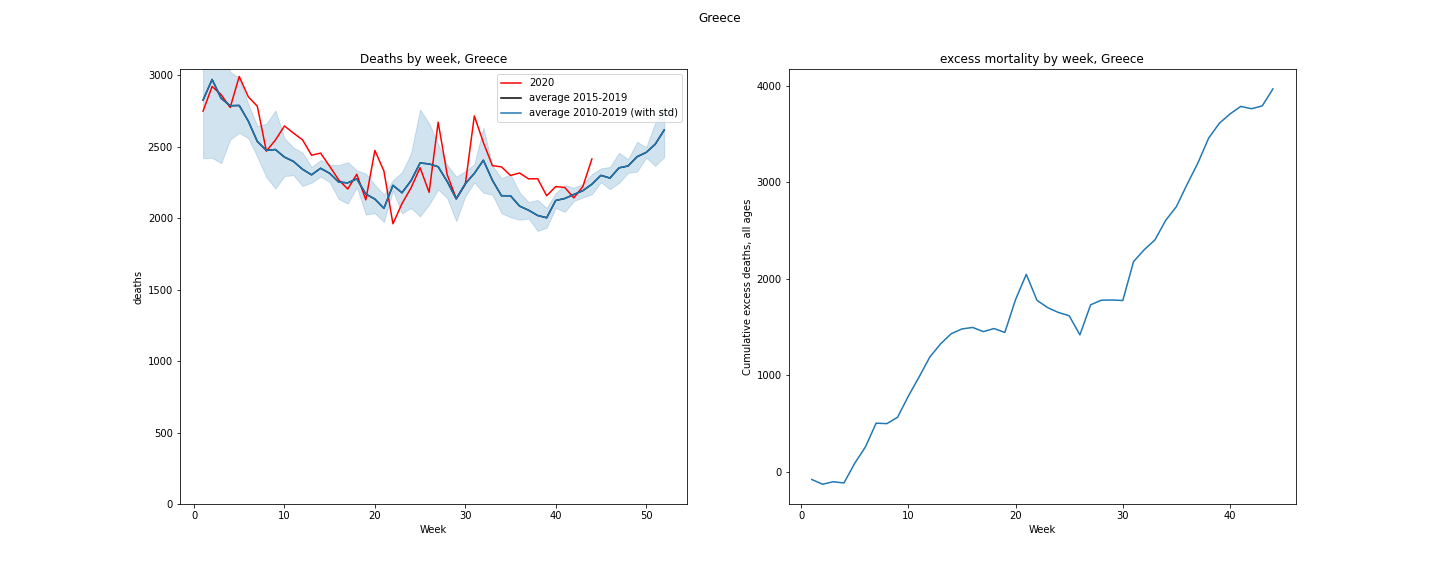 Greece
Deaths by week, Greece
3000
2500
2000
1500
1000
500
0
deaths
2020
average 2015-2019
average 2010-2019 (with std)
0 10 20 30 40 50
Week
excess mortality by week, Greece
4000
3000
2000
1000
0
Cumulative excess deaths, all ages
0 10 20 30 40
Week